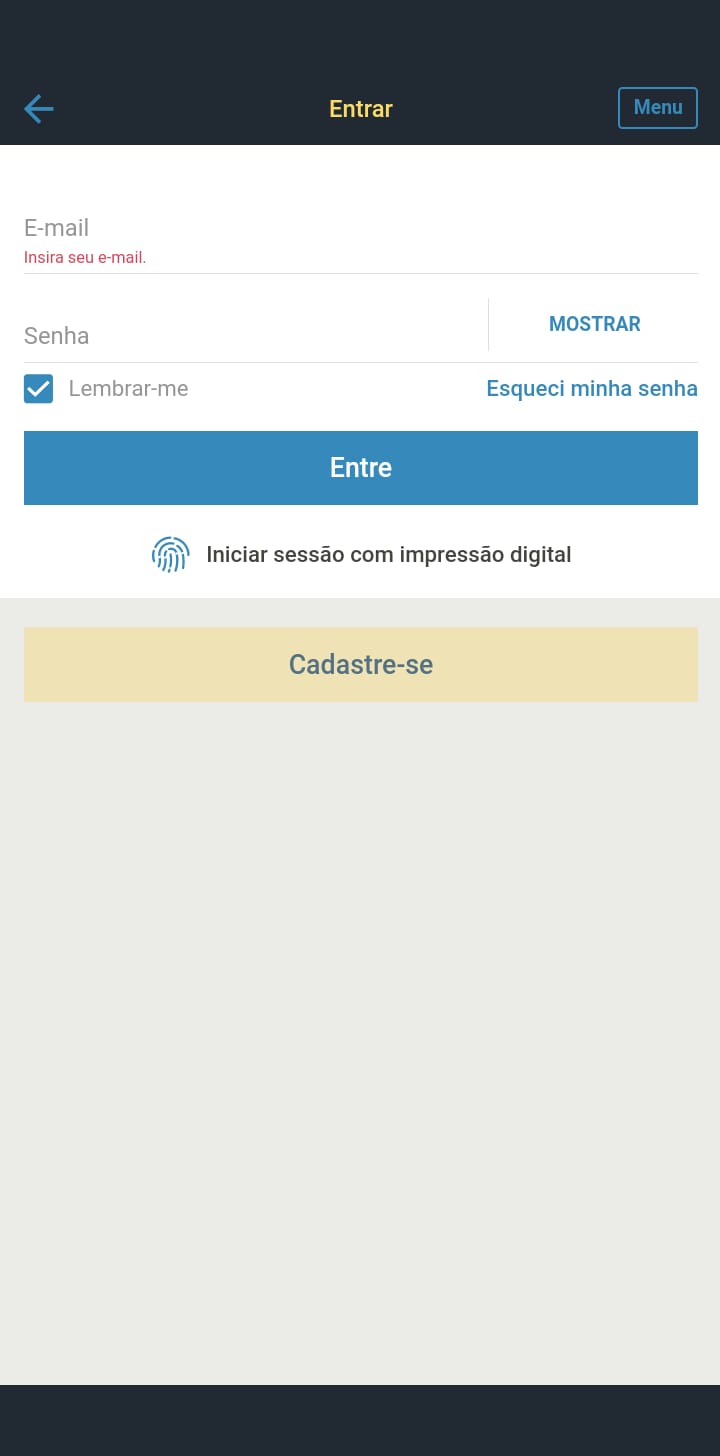 Entrar
Menu
E-mail
Insira seu e-mail.
Senha
MOSTRAR
Lembrar-me
Esqueci minha senha
Entre
Iniciar sessão com impressão digital
Cadastre-se